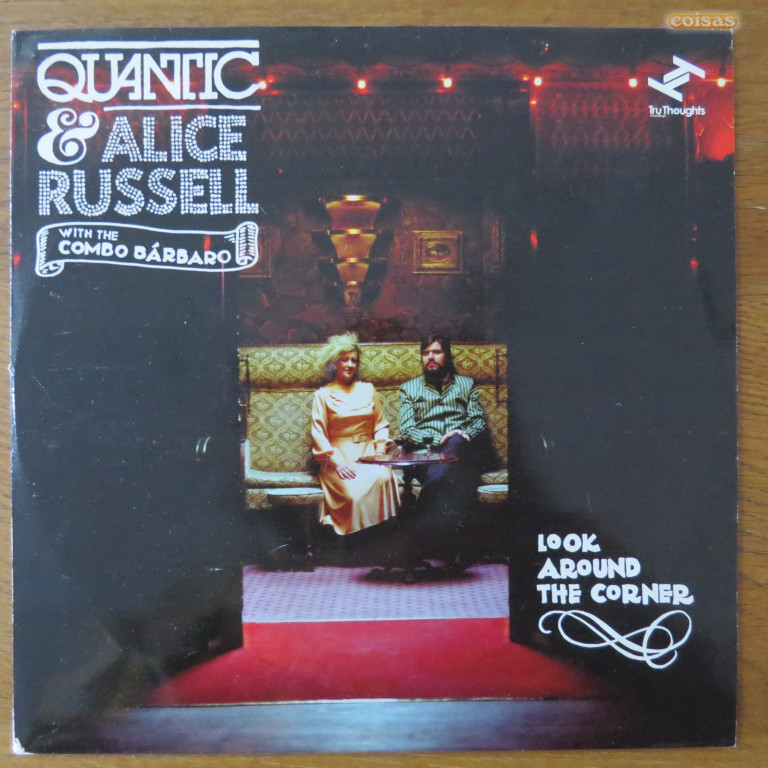 coisas
QUANTIC
& ALICE
RUSSELL
WITH THE
COMBO BÁRBARO
Tru Thoughts
LOOK
AROUND
THE CORNER